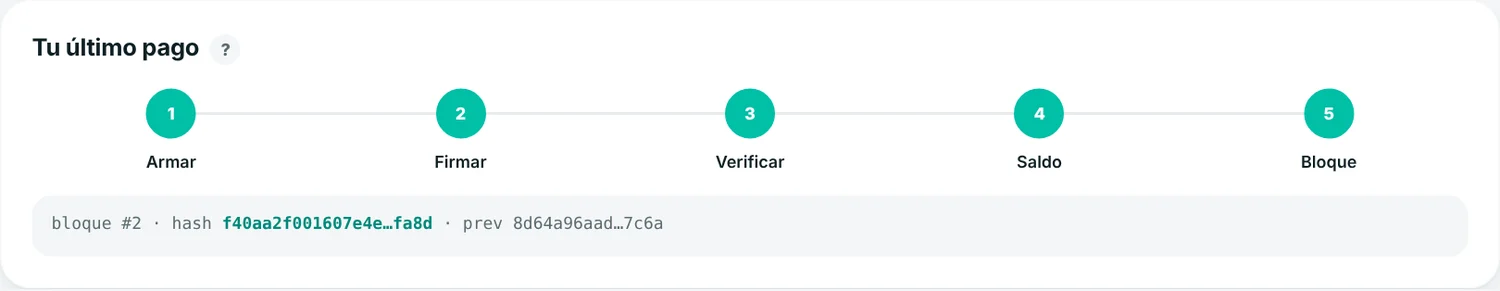 Tu último pago ?
1 2 3 4 5
Armar Firmar Verificar Saldo Bloque
bloque #2 · hash f40aa2f001607e4e…fa8d · prev 8d64a96aad…7c6a